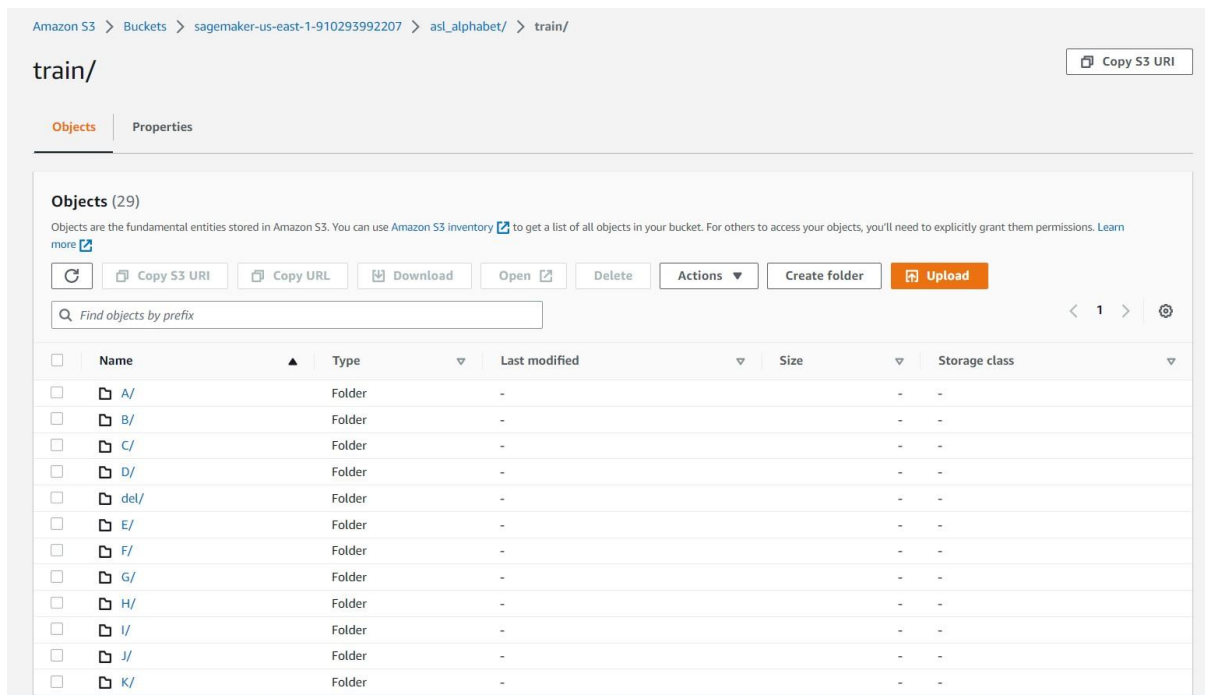 Amazon S3 > Buckets > sagemaker-us-east-1-910293992207 > asl_alphabet/ > train/
train/
Copy S3 URI
Objects Properties
Objects (29)
Objects are the fundamental entities stored in Amazon S3. You can use Amazon S3 inventory to get a list of all objects in your bucket. For others to access your objects, you'll need to explicitly grant them permissions. Learn
more
Copy S3 URI Copy URL Download Open Delete Actions Create folder Upload
Find objects by prefix
< 1 >
Name Type Last modified Size Storage class
A/ Folder - - -
B/ Folder - - -
C/ Folder - - -
D/ Folder - - -
del/ Folder - - -
E/ Folder - - -
F/ Folder - - -
G/ Folder - - -
H/ Folder - - -
I/ Folder - - -
J/ Folder - - -
K/ Folder - - -